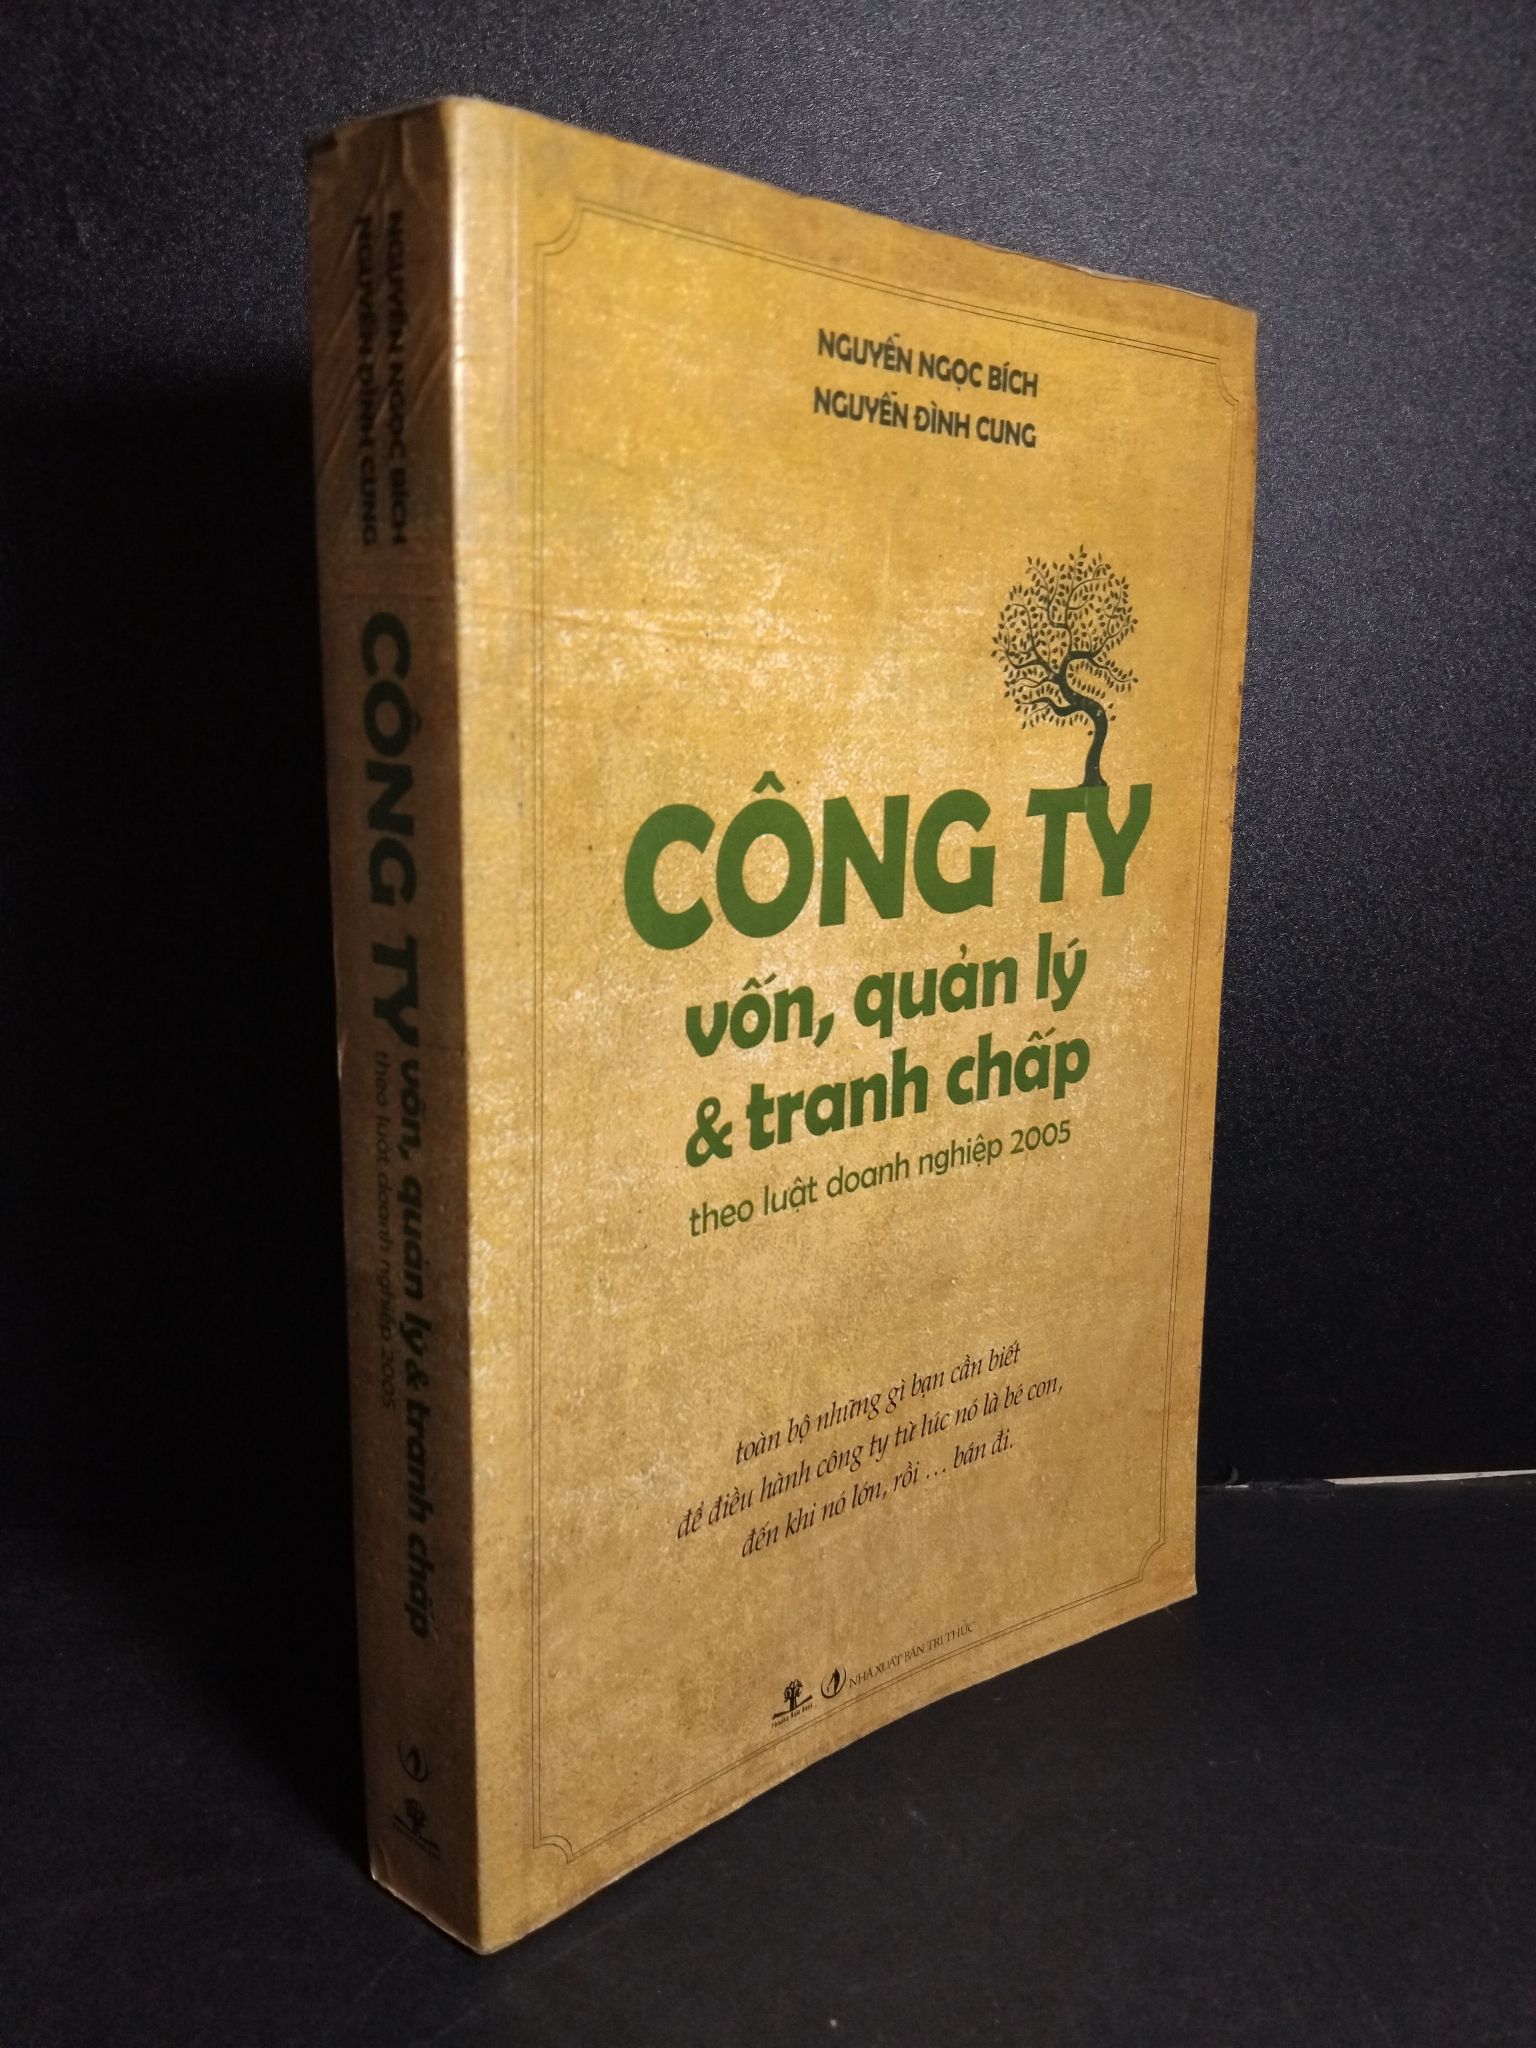 NGUYỄN NGỌC BÍCH
NGUYỄN ĐÌNH CUNG
CÔNG TY
vốn, quản lý
& tranh chấp
theo luật doanh nghiệp 2005
toàn bộ những gì bạn cần biết
để điều hành công ty từ lúc nó là bé con,
đến khi nó lớn, rồi ... bán đi.
NHÀ XUẤT BẢN TRI THỨC
NGUYỄN NGỌC BÍCH
NGUYỄN ĐÌNH CUNG
CÔNG TY
vốn, quản lý & tranh chấp
theo luật doanh nghiệp 2005